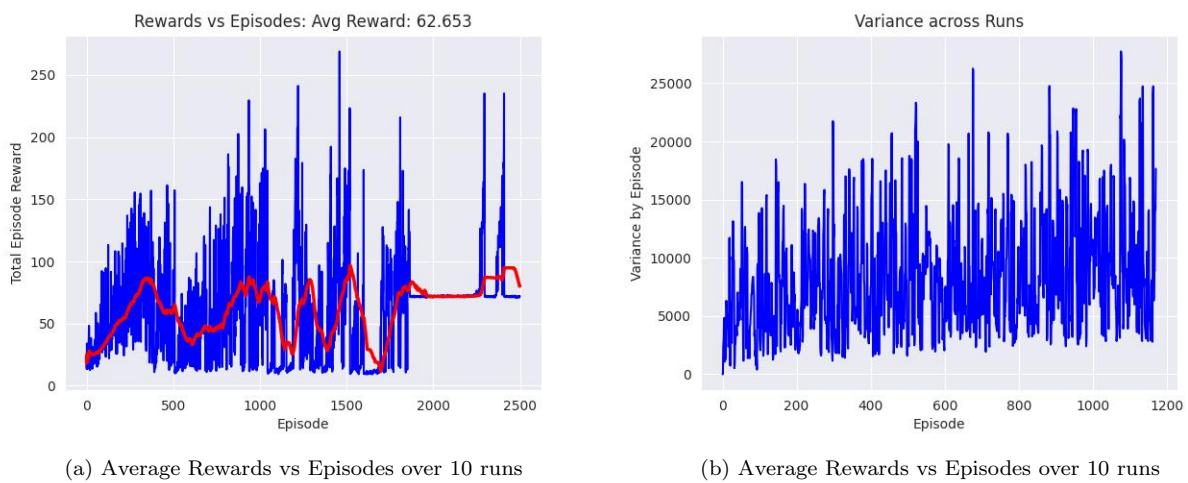 Rewards vs Episodes: Avg Reward: 62.653
Total Episode Reward
250
200
150
100
50
0
0 500 1000 1500 2000 2500
Episode
(a) Average Rewards vs Episodes over 10 runs
Variance across Runs
Variance by Episode
25000
20000
15000
10000
5000
0
0 200 400 600 800 1000 1200
Episode
(b) Average Rewards vs Episodes over 10 runs